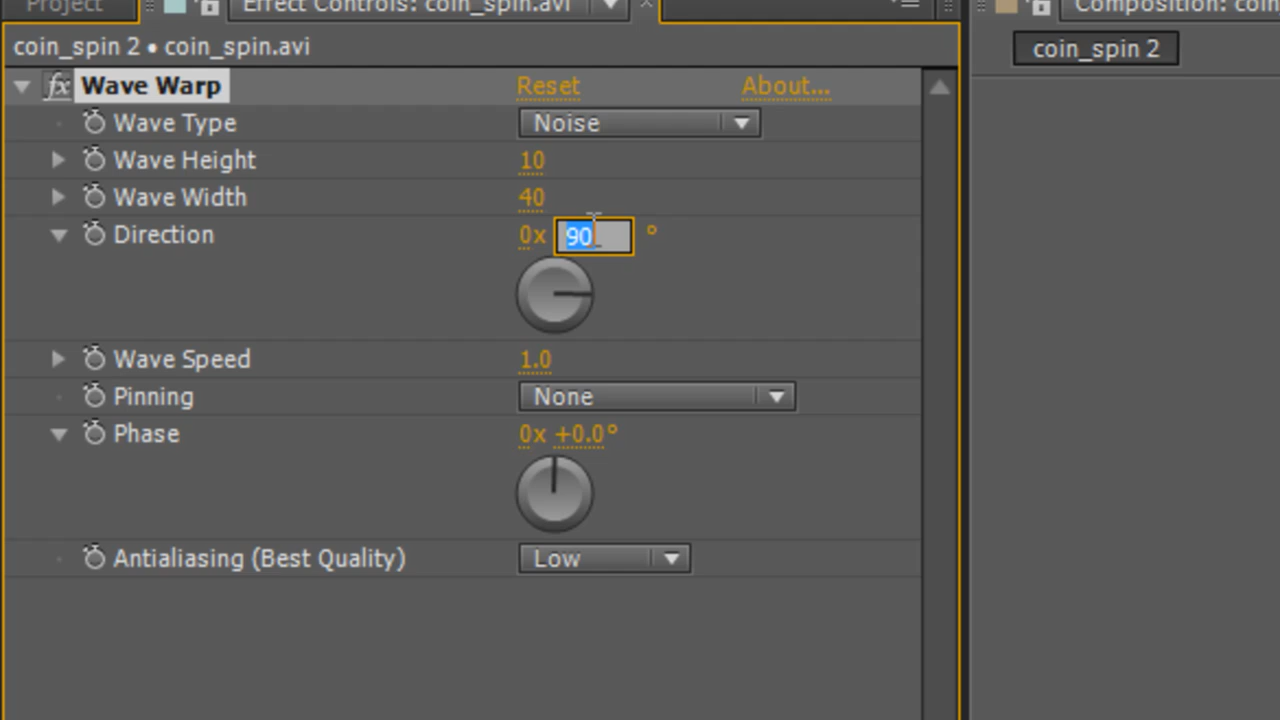 Project
Effect Controls: coin_spin.avi
Composition: coin
coin_spin 2 • coin_spin.avi
coin_spin 2
fx Wave Warp Reset About...
Wave Type Noise
Wave Height 10
Wave Width 40
Direction 0x 90 °
Wave Speed 1.0
Pinning None
Phase 0x +0.0°
Antialiasing (Best Quality) Low